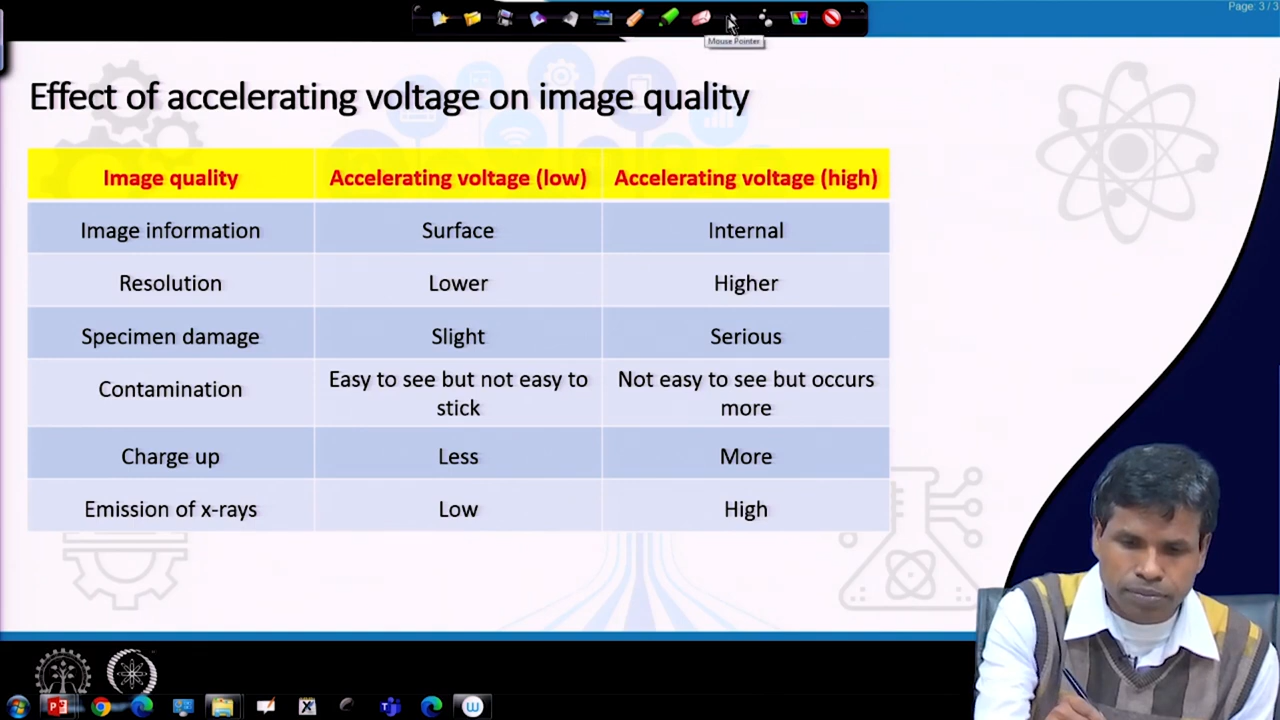 Page: 3 / 3
Mouse Pointer
Effect of accelerating voltage on image quality
Image quality Accelerating voltage (low) Accelerating voltage (high)
Image information Surface Internal
Resolution Lower Higher
Specimen damage Slight Serious
Contamination Easy to see but not easy to stick Not easy to see but occurs more
Charge up Less More
Emission of x-rays Low High